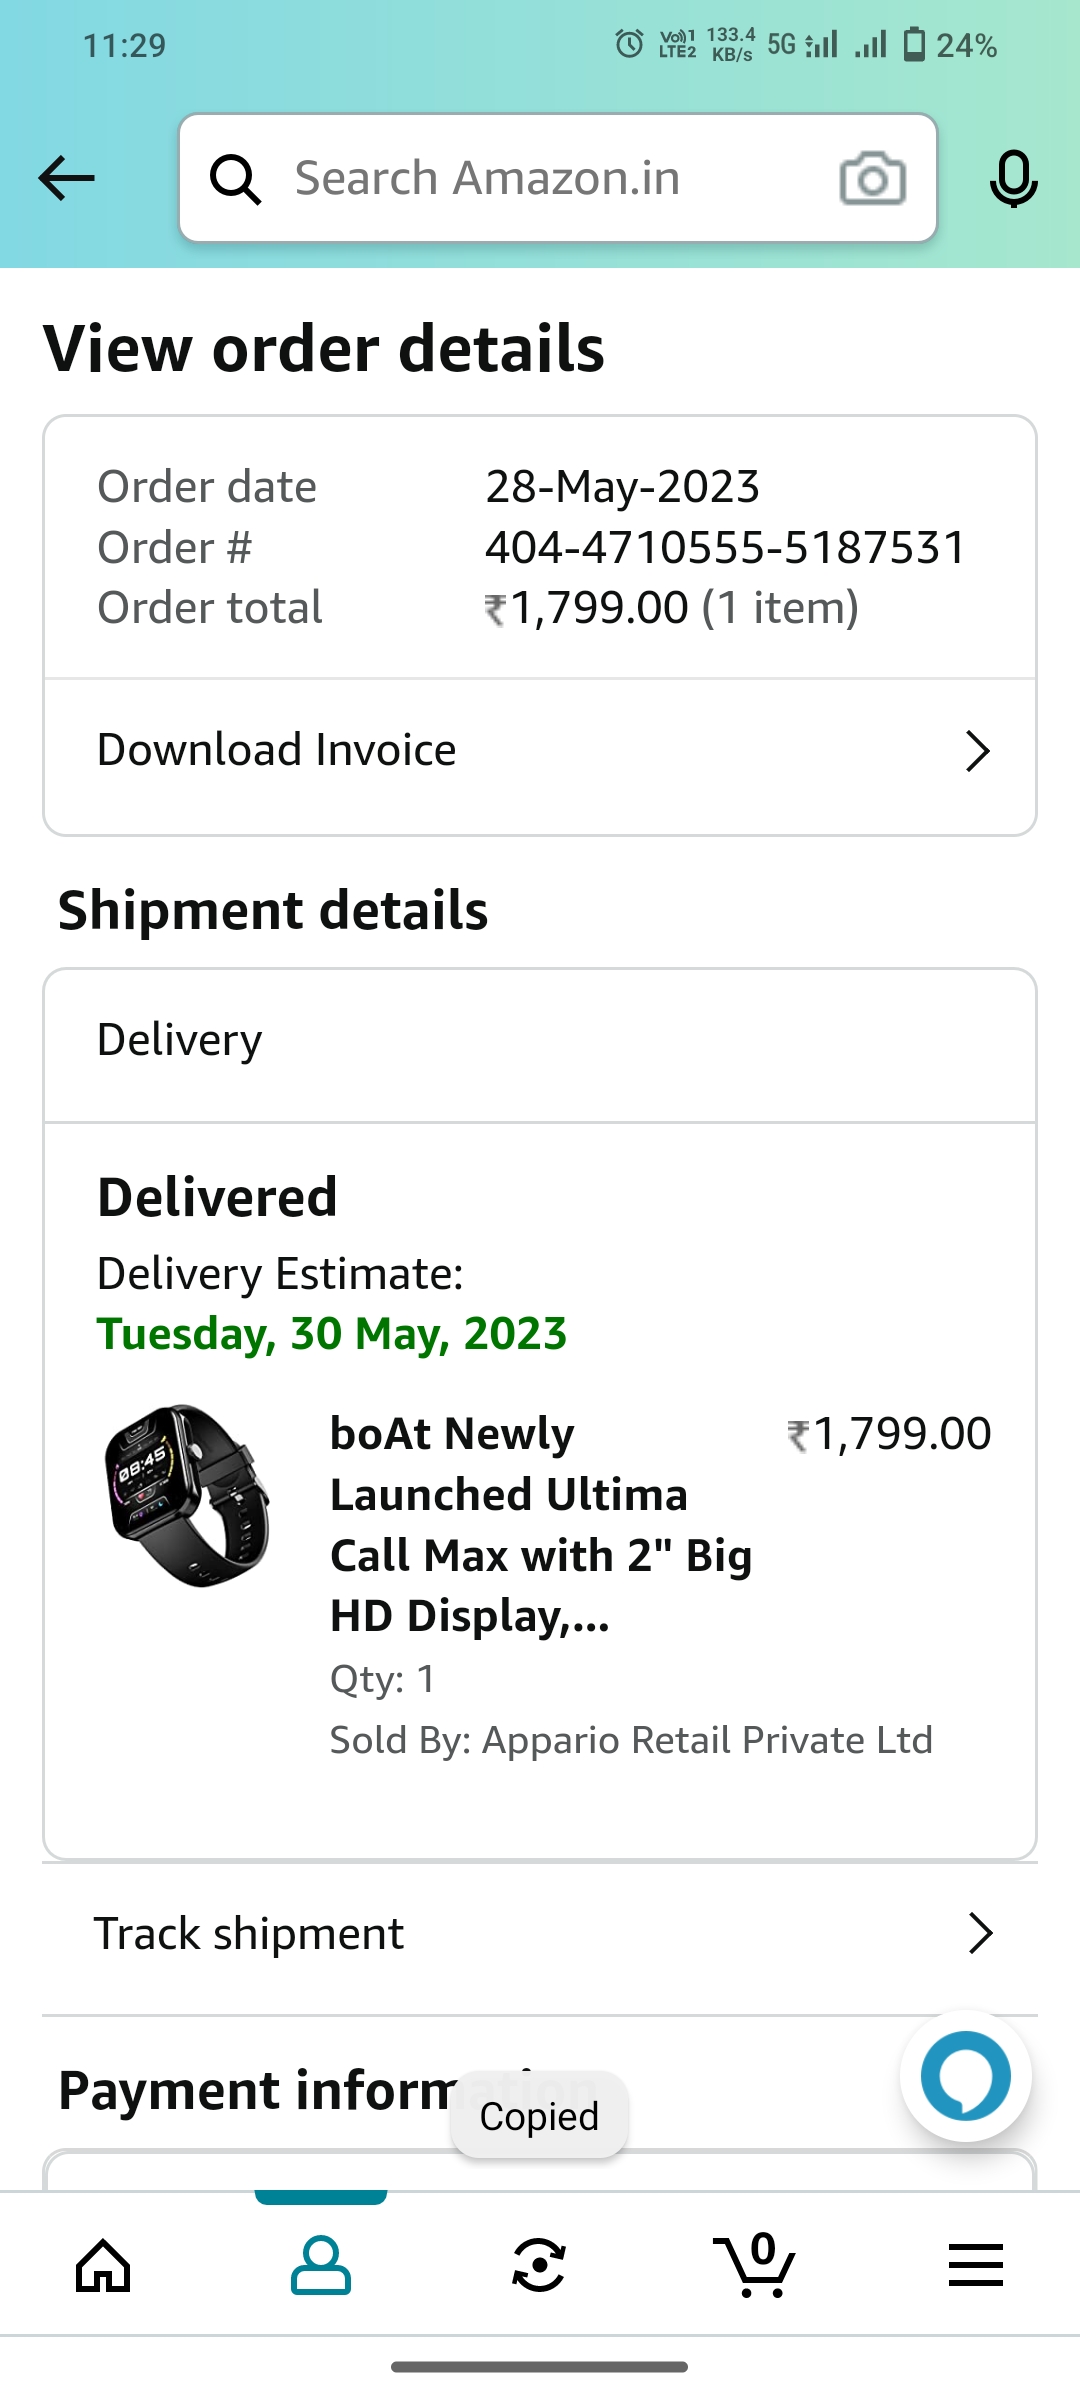 11:29
Vo)) 1 LTE2 133.4 KB/s 5G 24%
Search Amazon.in
View order details
Order date 28-May-2023
Order # 404-4710555-5187531
Order total ₹1,799.00 (1 item)
Download Invoice
Shipment details
Delivery
Delivered
Delivery Estimate:
Tuesday, 30 May, 2023
08:45
boAt Newly ₹1,799.00
Launched Ultima
Call Max with 2" Big
HD Display,...
Qty: 1
Sold By: Appario Retail Private Ltd
Track shipment
Payment information
Copied
0